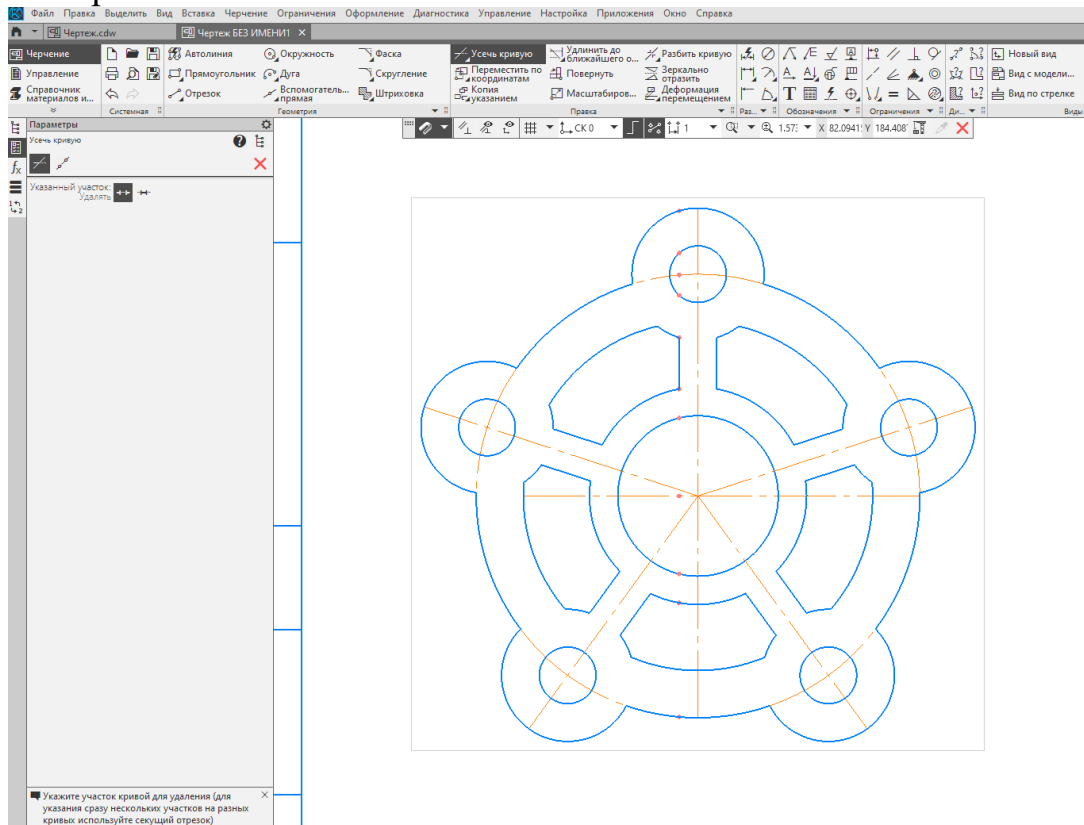 Файл Правка Выделить Вид Вставка Черчение Ограничения Оформление Диагностика Управление Настройка Приложения Окно Справка
Чертеж.cdw Чертеж БЕЗ ИМЕНИ1 ×
Черчение Автолиния Окружность Фаска Усечь кривую Удлинить до ближайшего о... Разбить кривую Новый вид
Управление Прямоугольник Дуга Скругление Переместить по координатам Повернуть Зеркально отразить Вид с модели...
Справочник материалов и... Отрезок Вспомогатель... прямая Штриховка Копия указанием Масштабиров... Деформация перемещением Вид по стрелке
Системная Геометрия Правка Раз... Обозначения Ограничения Ди... Виды
Параметры
СК 0 1 1.57: X 82.0941: Y 184.408
Усечь кривую
Указанный участок:
Удалять
Укажите участок кривой для удаления (для
указания сразу нескольких участков на разных
кривых используйте секущий отрезок)